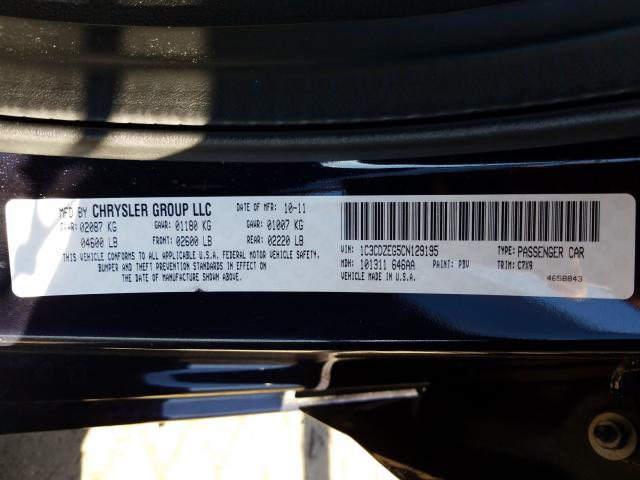 MFD BY CHRYSLER GROUP LLC DATE OF MFR: 10-11
GVWR: 02087 KG GAWR: 01180 KG GAWR: 01007 KG
04600 LB FRONT: 02600 LB REAR: 02220 LB
THIS VEHICLE CONFORMS TO ALL APPLICABLE U.S.A. FEDERAL MOTOR VEHICLE SAFETY,
BUMPER AND THEFT PREVENTION STANDARDS IN EFFECT ON
THE DATE OF MANUFACTURE SHOWN ABOVE.
VIN: 1C3CDZEG5CN129195 TYPE: PASSENGER CAR
MDH: 101311 646AA PAINT: PBV TRIM: C7X9
VEHICLE MADE IN U.S.A. 4658843